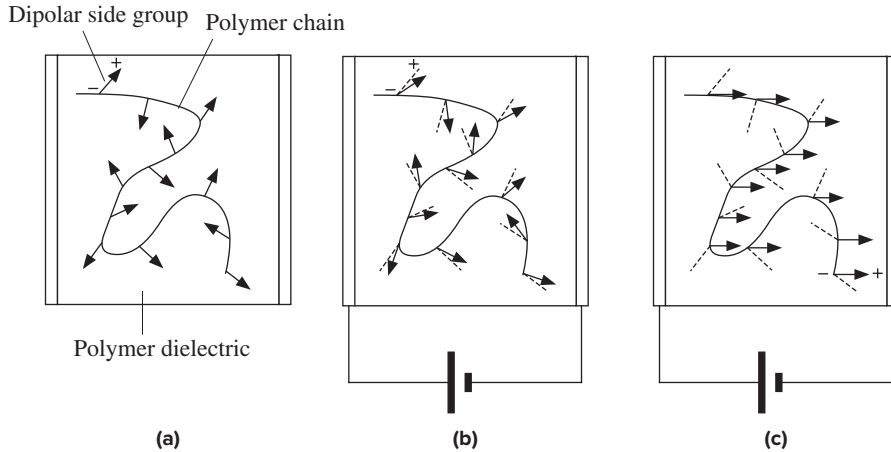 Dipolar side group
Polymer chain
+
–
+
–
Polymer dielectric
– +
(a)
(b)
(c)